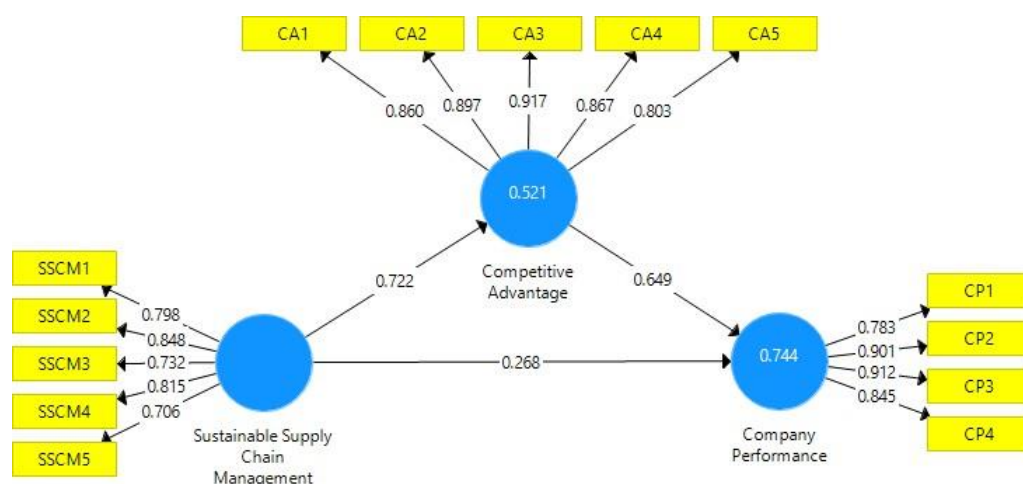 CA1 CA2 CA3 CA4 CA5
0.860 0.897 0.917 0.867 0.803
0.521
Competitive
Advantage
0.722
0.649
SSCM1
SSCM2
SSCM3
SSCM4
SSCM5
0.798
0.848
0.732
0.815
0.706
Sustainable Supply
Chain
Management
0.268
0.744
Company
Performance
0.783
0.901
0.912
0.845
CP1
CP2
CP3
CP4